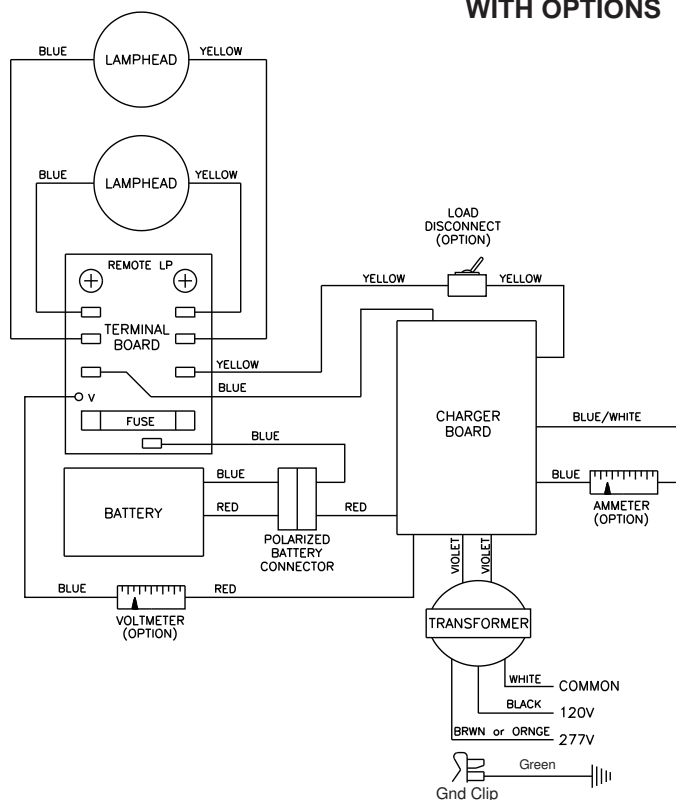 WITH OPTIONS
BLUE
LAMPHEAD
YELLOW
BLUE
LAMPHEAD
YELLOW
LOAD
DISCONNECT
(OPTION)
REMOTE LP
YELLOW
YELLOW
TERMINAL
BOARD
YELLOW
BLUE
V
FUSE
CHARGER
BOARD
BLUE/WHITE
BLUE
BLUE
BLUE
BATTERY
RED
RED
AMMETER
(OPTION)
POLARIZED
BATTERY
CONNECTOR
VIOLET
VIOLET
BLUE
RED
VOLTMETER
(OPTION)
TRANSFORMER
WHITE
COMMON
BLACK
120V
BRWN or ORNGE
277V
Green
Gnd Clip